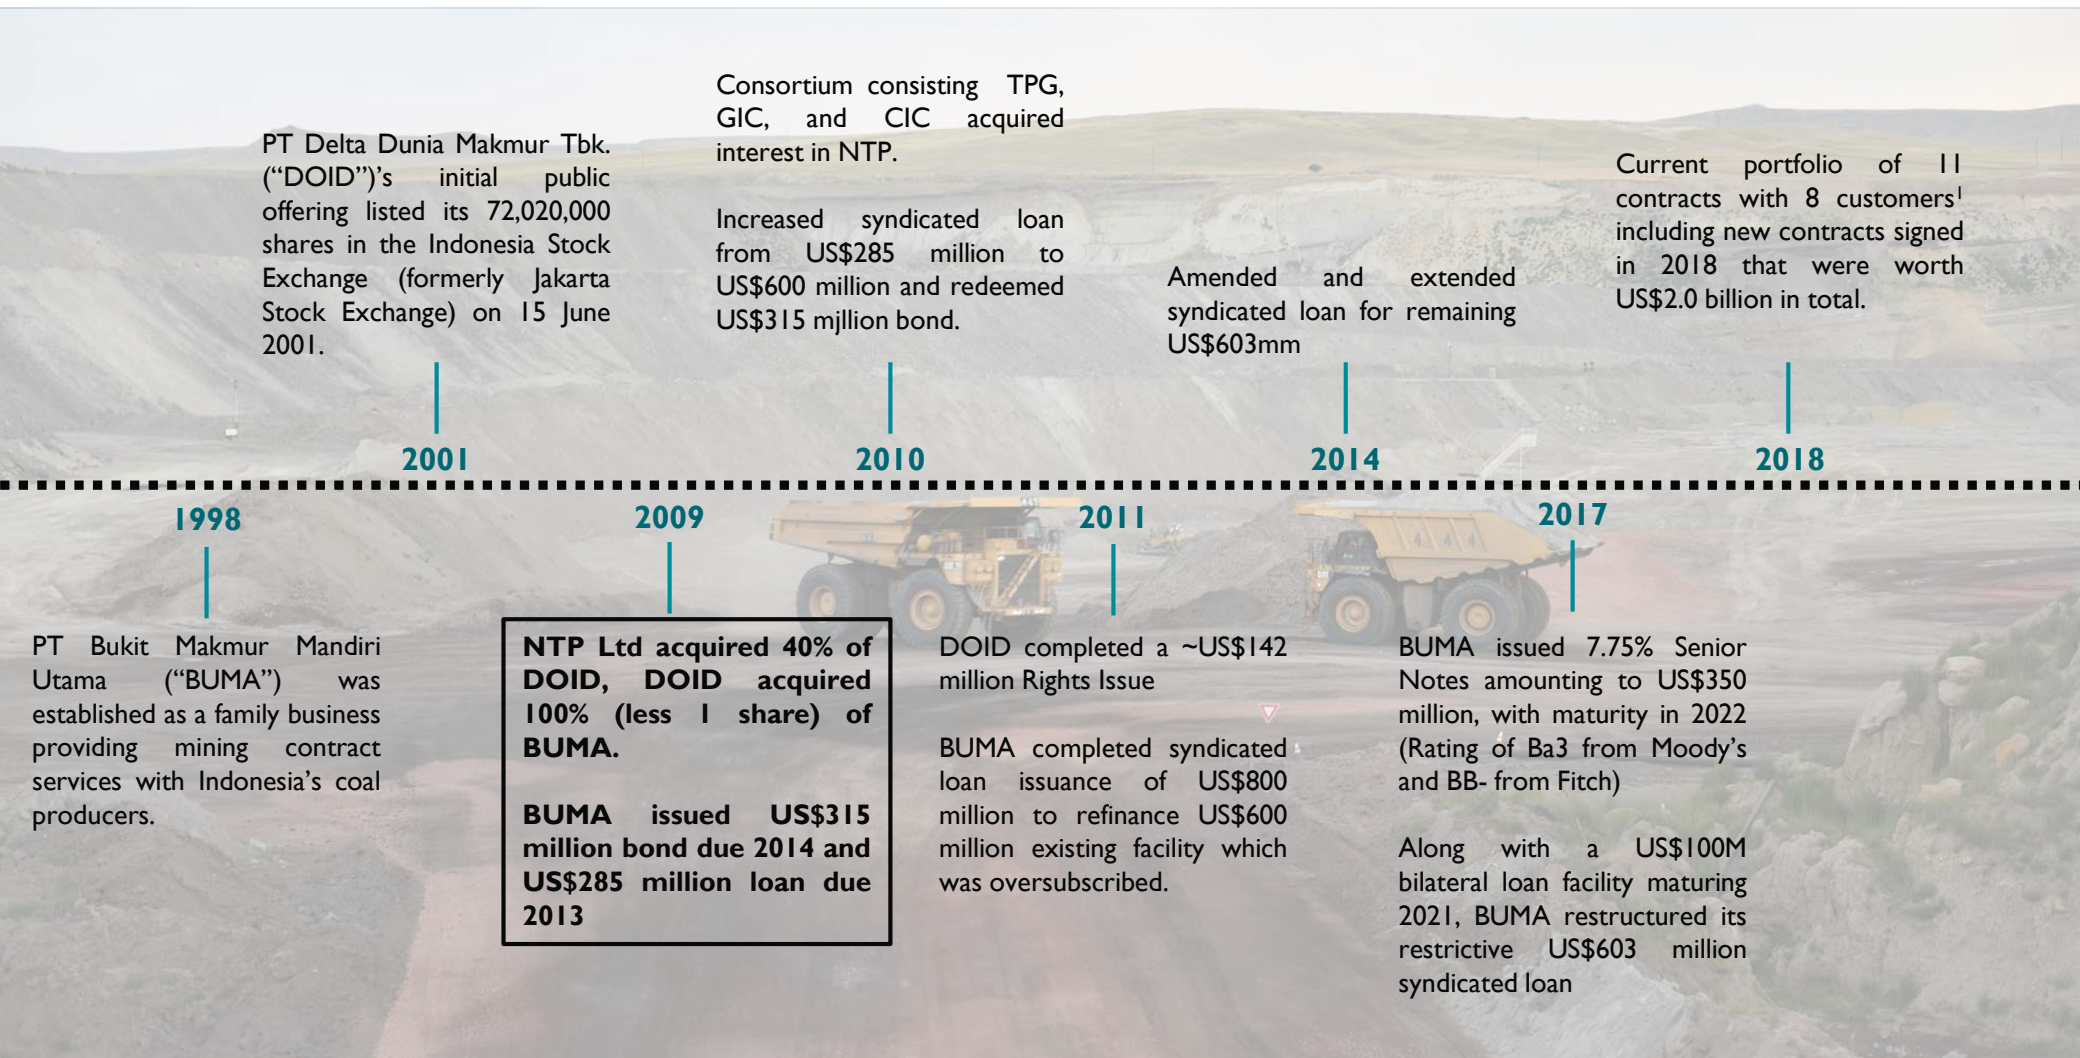 PT Delta Dunia Makmur Tbk.
(“DOID”)’s initial public
offering listed its 72,020,000
shares in the Indonesia Stock
Exchange (formerly Jakarta
Stock Exchange) on 15 June
2001.
2001
Consortium consisting TPG,
GIC, and CIC acquired
interest in NTP.
Increased syndicated loan
from US$285 million to
US$600 million and redeemed
US$315 mjllion bond.
2010
Amended and extended
syndicated loan for remaining
US$603mm
2014
Current portfolio of 11
contracts with 8 customers¹
including new contracts signed
in 2018 that were worth
US$2.0 billion in total.
2018
1998
PT Bukit Makmur Mandiri
Utama (“BUMA”) was
established as a family business
providing mining contract
services with Indonesia’s coal
producers.
2009
NTP Ltd acquired 40% of
DOID, DOID acquired
100% (less 1 share) of
BUMA.
BUMA issued US$315
million bond due 2014 and
US$285 million loan due
2013
2011
DOID completed a ~US$142
million Rights Issue
BUMA completed syndicated
loan issuance of US$800
million to refinance US$600
million existing facility which
was oversubscribed.
2017
BUMA issued 7.75% Senior
Notes amounting to US$350
million, with maturity in 2022
(Rating of Ba3 from Moody’s
and BB- from Fitch)
Along with a US$100M
bilateral loan facility maturing
2021, BUMA restructured its
restrictive US$603 million
syndicated loan